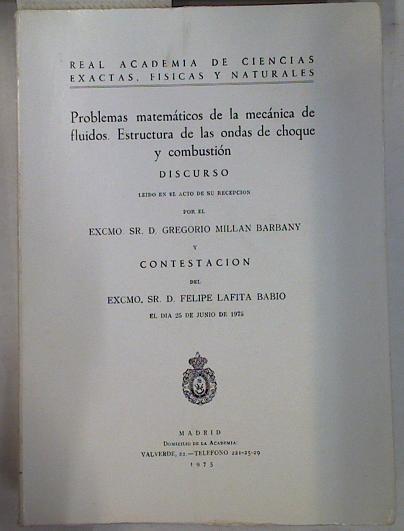 REAL ACADEMIA DE CIENCIAS
EXACTAS, FISICAS Y NATURALES
Problemas matemáticos de la mecánica de
fluidos. Estructura de las ondas de choque
y combustión
DISCURSO
LEIDO EN EL ACTO DE SU RECEPCION
POR EL
EXCMO. SR. D. GREGORIO MILLAN BARBANY
Y
CONTESTACION
DEL
EXCMO. SR. D. FELIPE LAFITA BABIO
EL DIA 25 DE JUNIO DE 1975
MADRID
DOMICILIO DE LA ACADEMIA:
VALVERDE, 22.—TELEFONO 221-25-29
1975